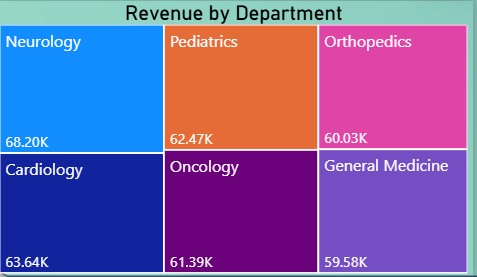 Revenue by Department
Neurology
68.20K
Pediatrics
62.47K
Orthopedics
60.03K
Cardiology
63.64K
Oncology
61.39K
General Medicine
59.58K